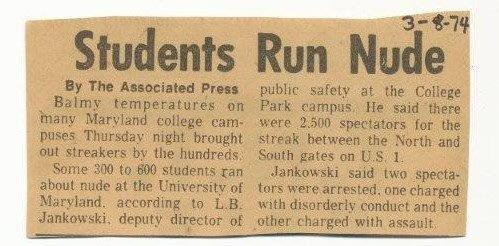 3-8-74
Students Run Nude
By The Associated Press
Balmy temperatures on
many Maryland college cam-
puses Thursday night brought
out streakers by the hundreds.
Some 300 to 600 students ran
about nude at the University of
Maryland, according to L.B.
Jankowski, deputy director of
public safety at the College
Park campus. He said there
were 2,500 spectators for the
streak between the North and
South gates on U.S. 1.
Jankowski said two specta-
tors were arrested, one charged
with disorderly conduct and the
other charged with assault.